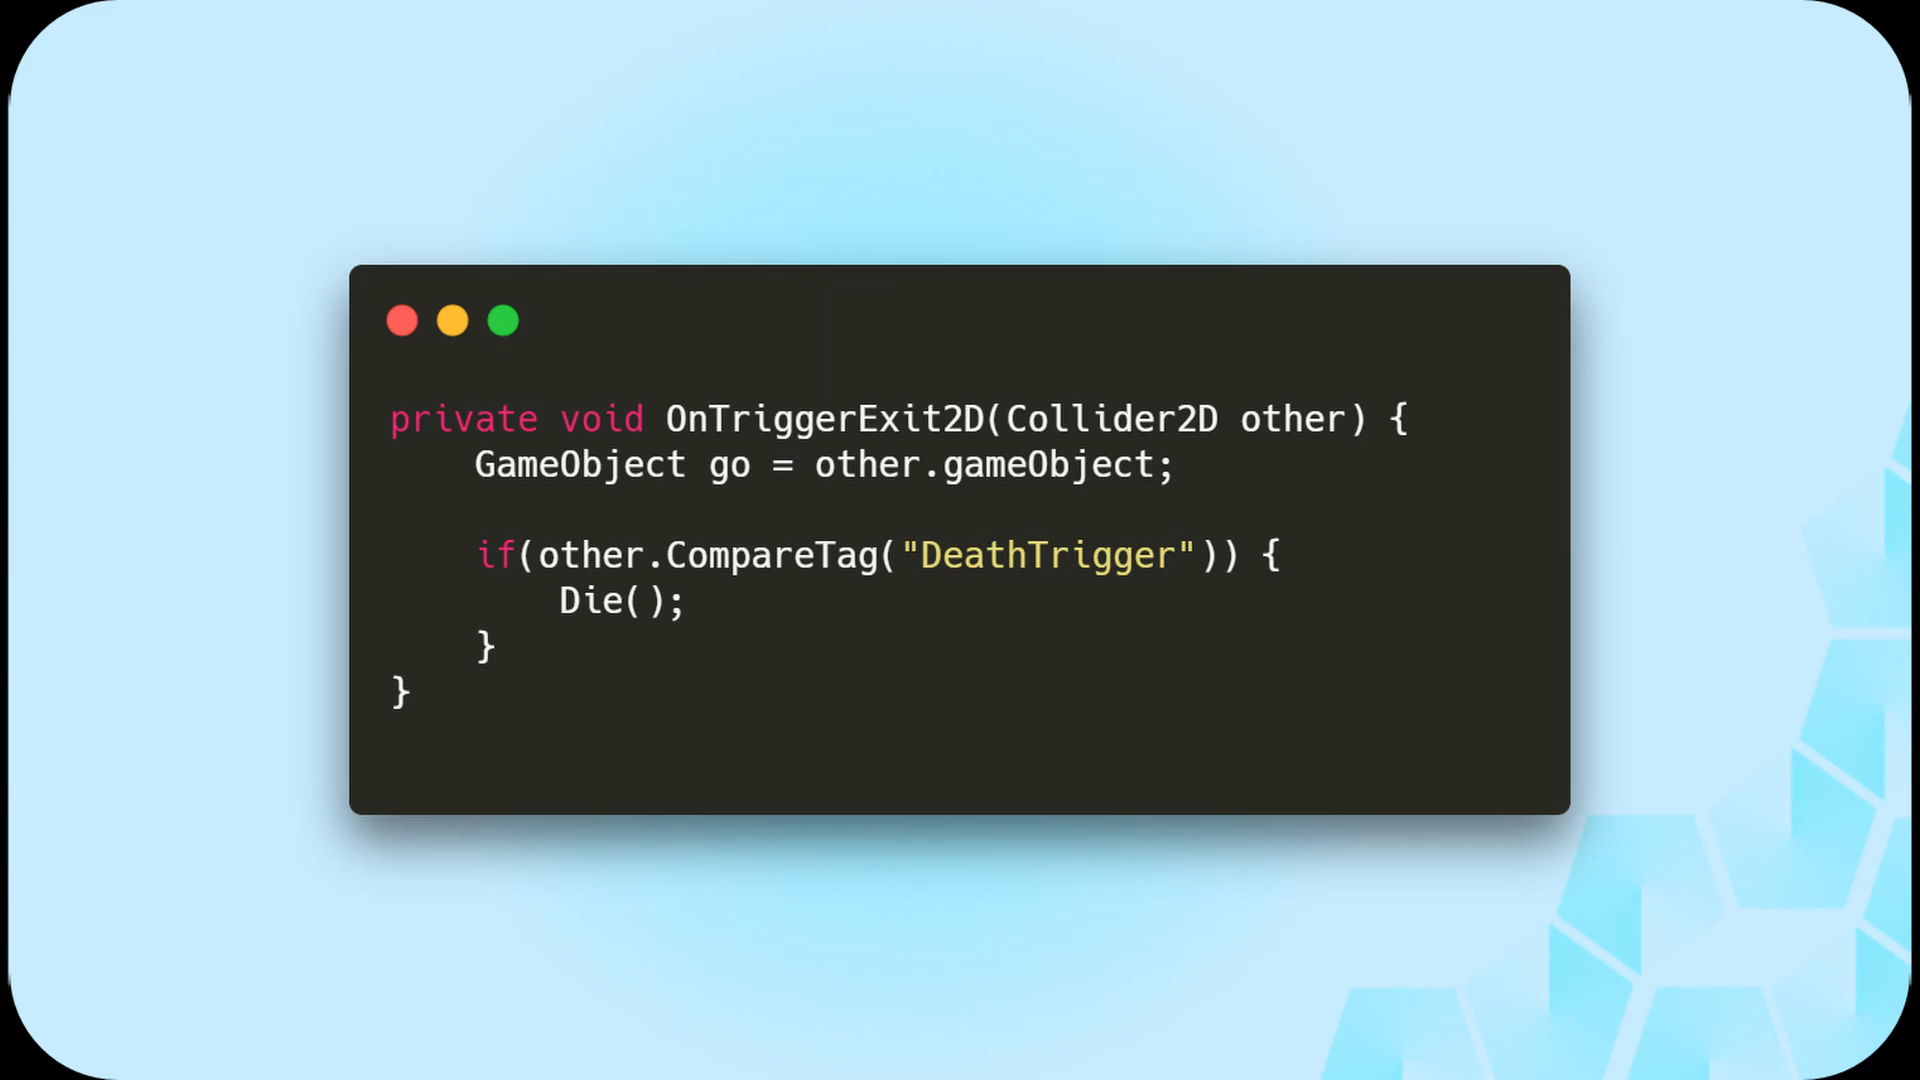 private void OnTriggerExit2D(Collider2D other) {
    GameObject go = other.gameObject;

    if(other.CompareTag("DeathTrigger")) {
        Die();
    }
}